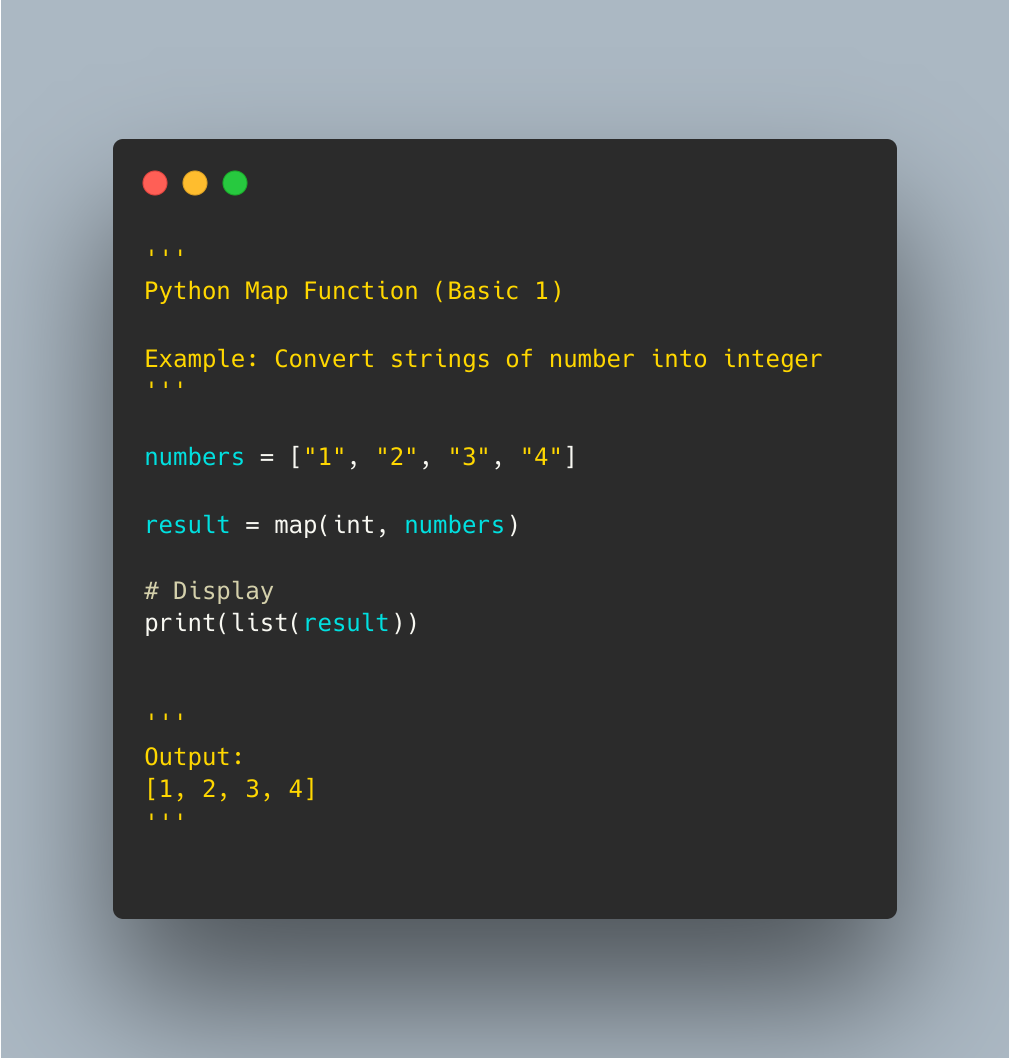 '''
Python Map Function (Basic 1)
Example: Convert strings of number into integer
'''
numbers = ["1", "2", "3", "4"]
result = map(int, numbers)
# Display
print(list(result))
'''
Output:
[1, 2, 3, 4]
'''